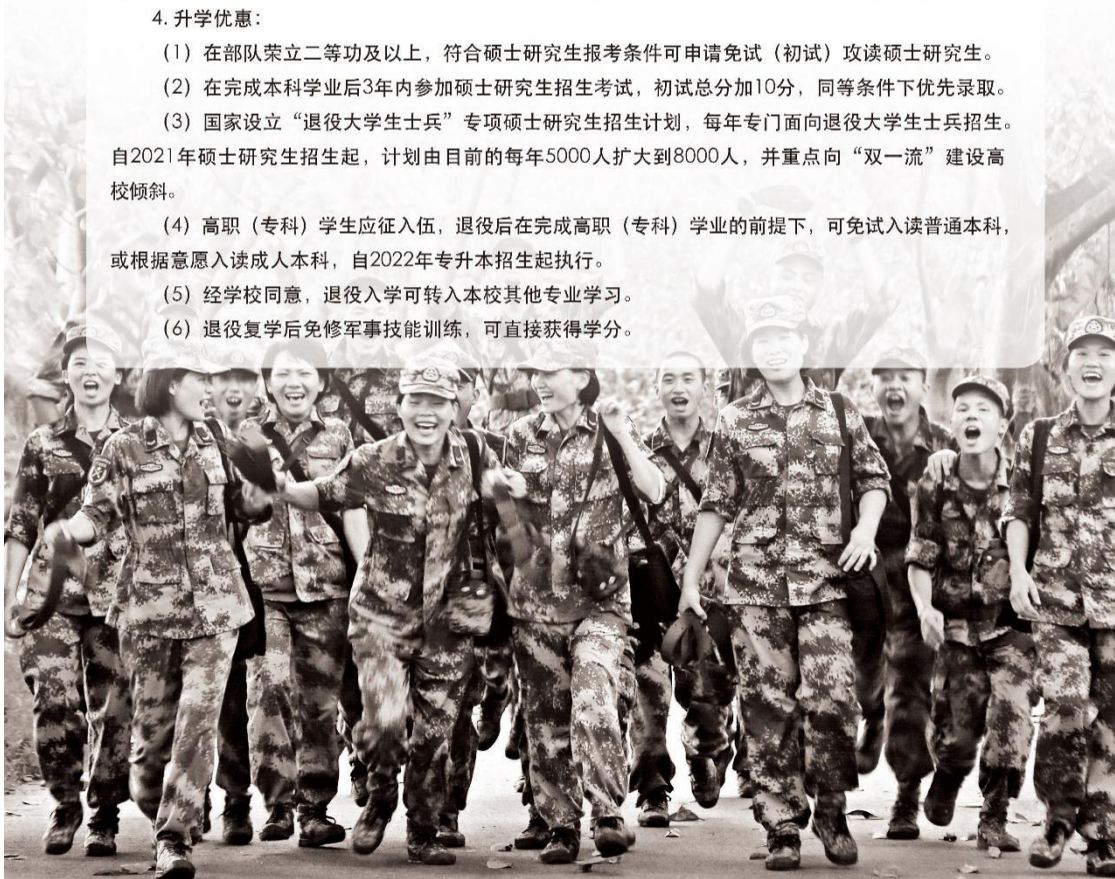 4. 升学优惠：
（1）在部队荣立二等功及以上，符合硕士研究生报考条件可申请免试（初试）攻读硕士研究生。
（2）在完成本科学业后3年内参加硕士研究生招生考试，初试总分加10分，同等条件下优先录取。
（3）国家设立“退役大学生士兵”专项硕士研究生招生计划，每年专门面向退役大学生士兵招生。
自2021年硕士研究生招生起，计划由目前的每年5000人扩大到8000人，并重点向“双一流”建设高
校倾斜。
（4）高职（专科）学生应征入伍，退役后在完成高职（专科）学业的前提下，可免试入读普通本科，
或根据意愿入读成人本科，自2022年专升本招生起执行。
（5）经学校同意，退役入学可转入本校其他专业学习。
（6）退役复学后免修军事技能训练，可直接获得学分。